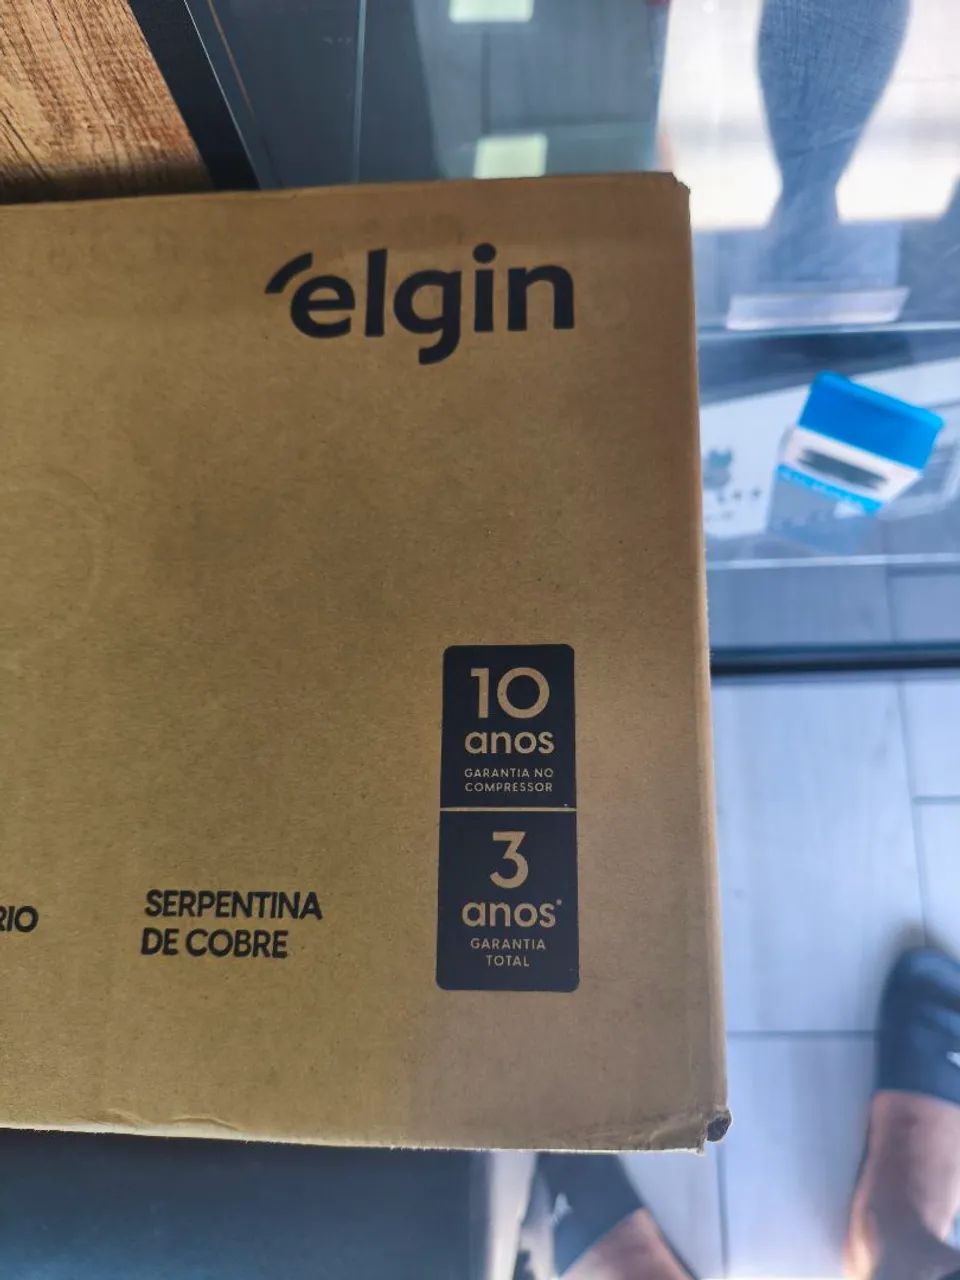 elgin
10
anos
GARANTIA NO
COMPRESSOR
3
anos*
GARANTIA
TOTAL
RIO
SERPENTINA
DE COBRE